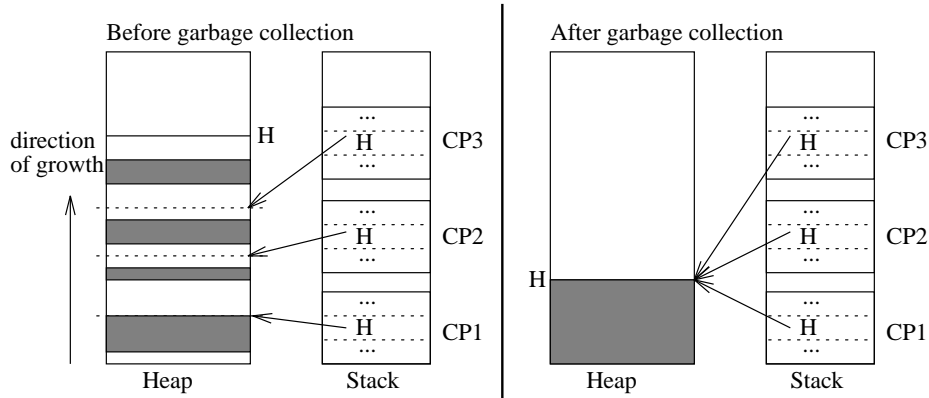 Before garbage collection
direction
of growth
H
...
H
...
CP3
...
H
...
CP2
...
H
...
CP1
Heap
Stack
After garbage collection
H
...
H
...
CP3
...
H
...
CP2
...
H
...
CP1
Heap
Stack